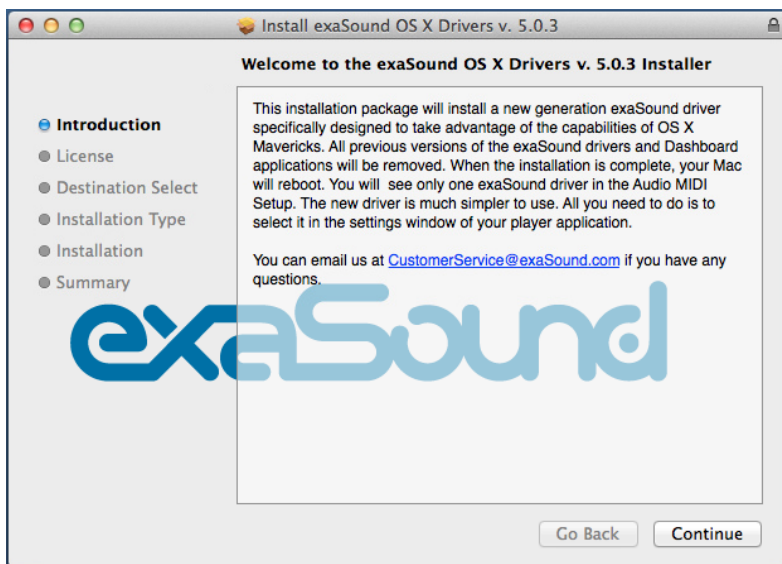 Install exaSound OS X Drivers v. 5.0.3
Welcome to the exaSound OS X Drivers v. 5.0.3 Installer
Introduction
License
Destination Select
Installation Type
Installation
Summary
This installation package will install a new generation exaSound driver
specifically designed to take advantage of the capabilities of OS X
Mavericks. All previous versions of the exaSound drivers and Dashboard
applications will be removed. When the installation is complete, your Mac
will reboot. You will  see only one exaSound driver in the Audio MIDI
Setup. The new driver is much simpler to use. All you need to do is to
select it in the settings window of your player application.
You can email us at CustomerService@exaSound.com if you have any
questions.
exaSound
Go Back
Continue